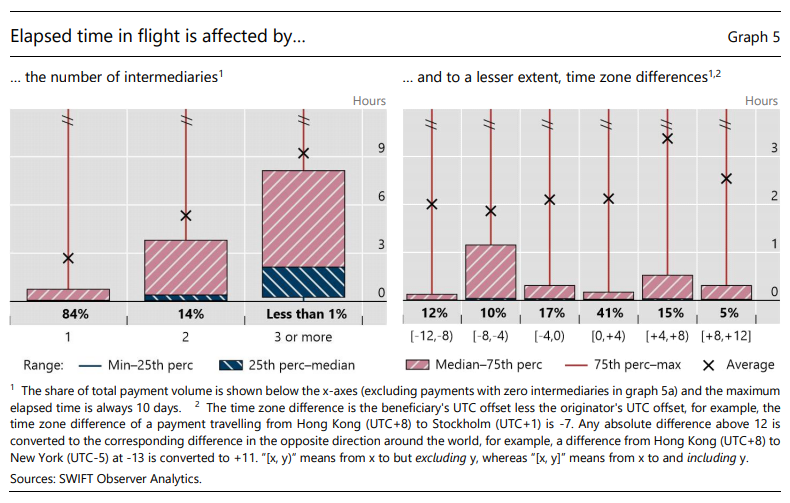 Elapsed time in flight is affected by… Graph 5
… the number of intermediaries¹ … and to a lesser extent, time zone differences¹,²
Hours Hours
9
6
3
0
3
2
1
0
84% 14% Less than 1% 12% 10% 17% 41% 15% 5%
1 2 3 or more [-12,-8) [-8,-4) [-4,0) [0,+4) [+4,+8) [+8,+12]
Range: Min–25th perc 25th perc–median Median–75th perc 75th perc–max Average
¹ The share of total payment volume is shown below the x-axes (excluding payments with zero intermediaries in graph 5a) and the maximum
elapsed time is always 10 days. ² The time zone difference is the beneficiary's UTC offset less the originator's UTC offset, for example, the
time zone difference of a payment travelling from Hong Kong (UTC+8) to Stockholm (UTC+1) is -7. Any absolute difference above 12 is
converted to the corresponding difference in the opposite direction around the world, for example, a difference from Hong Kong (UTC+8) to
New York (UTC-5) at -13 is converted to +11. "[x, y)" means from x to but excluding y, whereas "[x, y]" means from x to and including y.
Sources: SWIFT Observer Analytics.